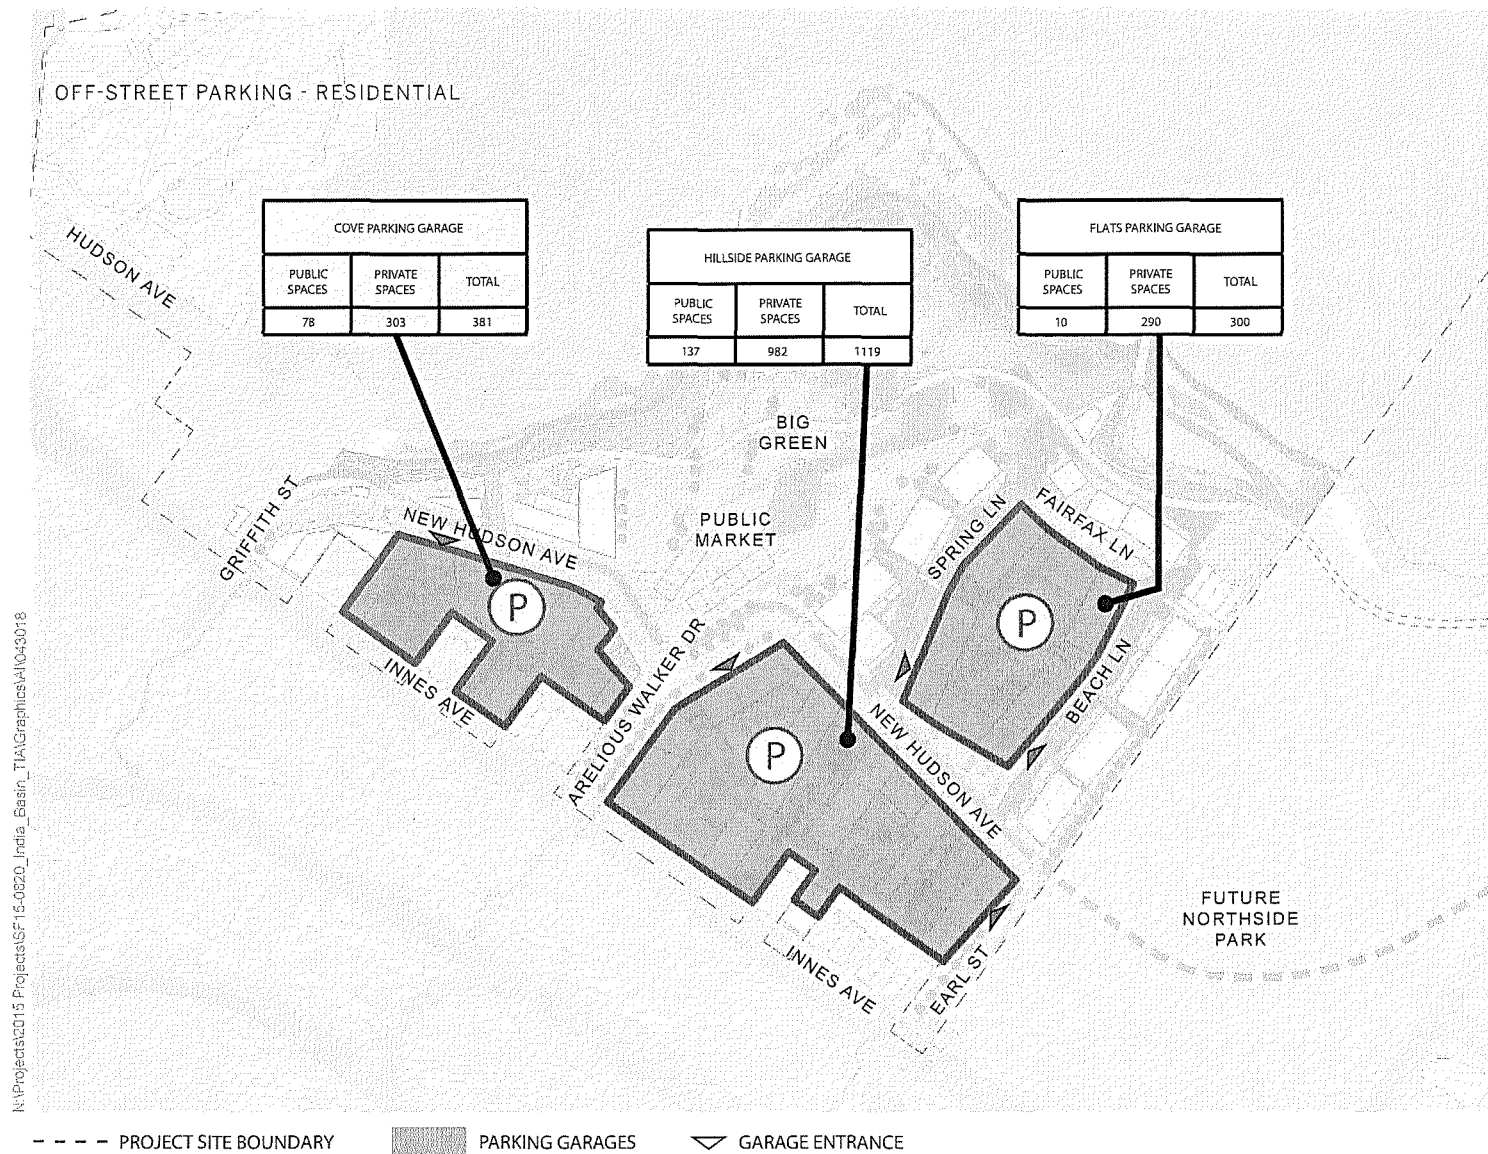 OFF-STREET PARKING - RESIDENTIAL
HUDSON AVE
COVE PARKING GARAGE
PUBLIC SPACES
PRIVATE SPACES
TOTAL
78
303
381
HILLSIDE PARKING GARAGE
PUBLIC SPACES
PRIVATE SPACES
TOTAL
137
982
1119
FLATS PARKING GARAGE
PUBLIC SPACES
PRIVATE SPACES
TOTAL
10
290
300
BIG
GREEN
PUBLIC
MARKET
GRIFFITH ST
NEW HUDSON AVE
SPRING LN
FAIRFAX LN
P
P
P
INNES AVE
ARELIOUS WALKER DR
BEACH LN
NEW HUDSON AVE
INNES AVE
EARL ST
FUTURE
NORTHSIDE
PARK
N:\Projects\2015 Projects\SF15-0820_India_Basin_TIA\Graphics\AI\043018
PROJECT SITE BOUNDARY
PARKING GARAGES
GARAGE ENTRANCE